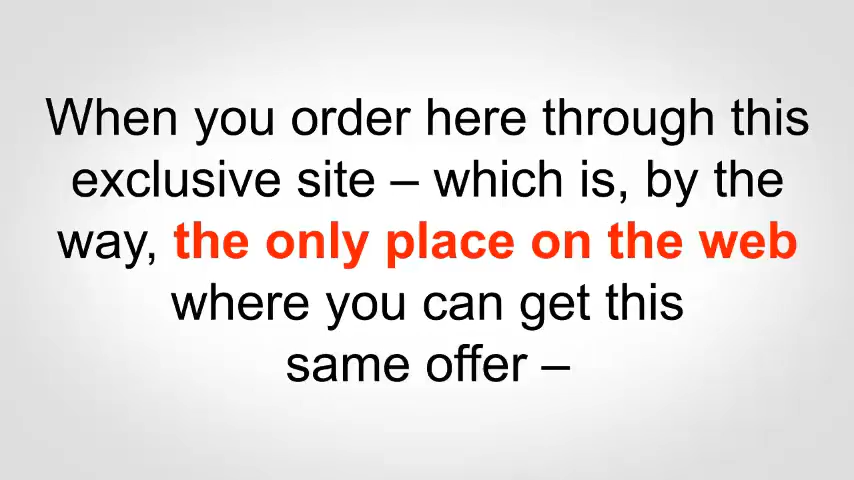 When you order here through this
exclusive site – which is, by the
way, the only place on the web
where you can get this
same offer –